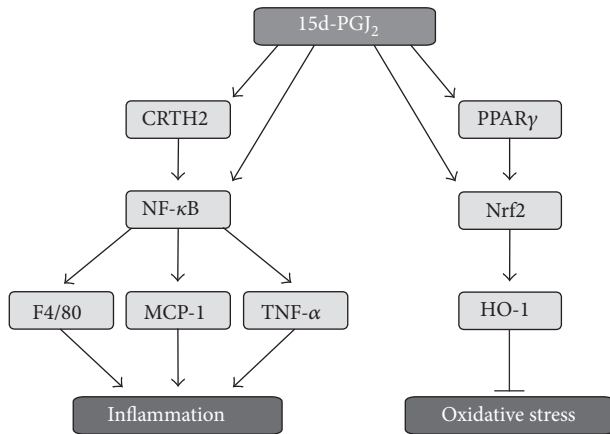 15d-PGJ₂
CRTH2
PPARγ
NF-κB
Nrf2
F4/80
MCP-1
TNF-α
HO-1
Inflammation
Oxidative stress